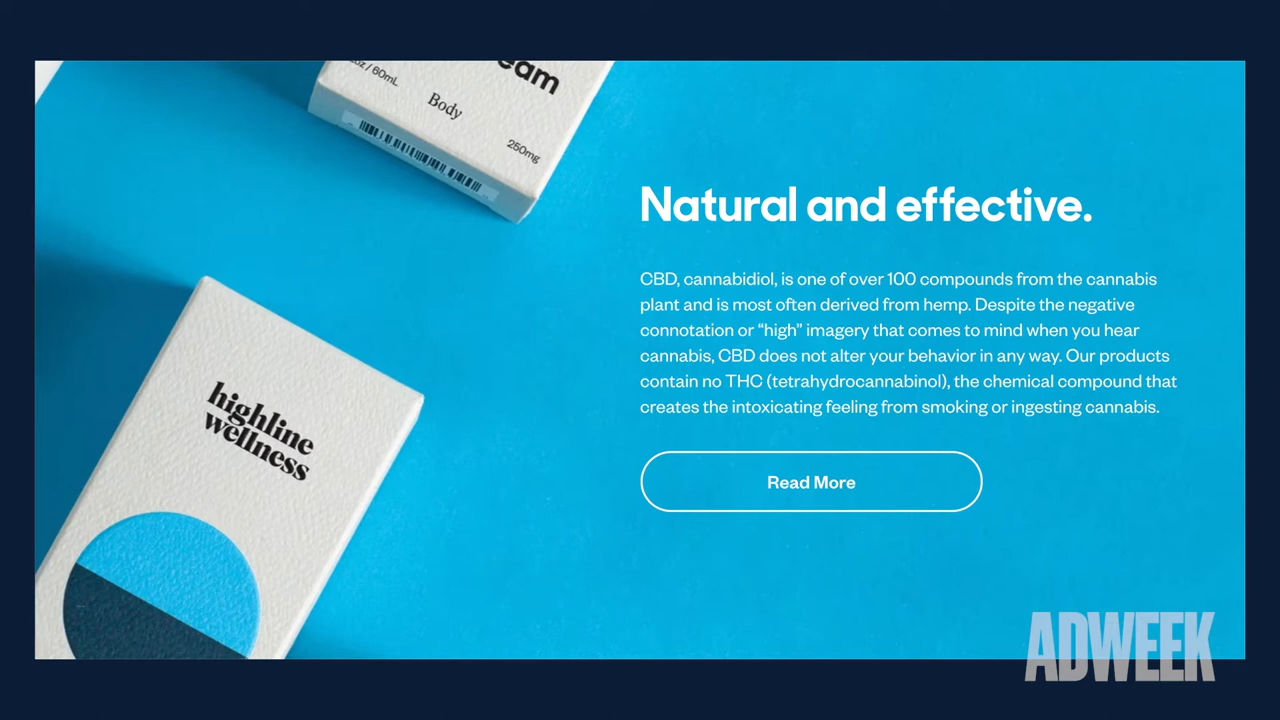 60mL
Body
250mg
highline
wellness
Natural and effective.
CBD, cannabidiol, is one of over 100 compounds from the cannabis
plant and is most often derived from hemp. Despite the negative
connotation or “high” imagery that comes to mind when you hear
cannabis, CBD does not alter your behavior in any way. Our products
contain no THC (tetrahydrocannabinol), the chemical compound that
creates the intoxicating feeling from smoking or ingesting cannabis.
Read More
ADWEEK